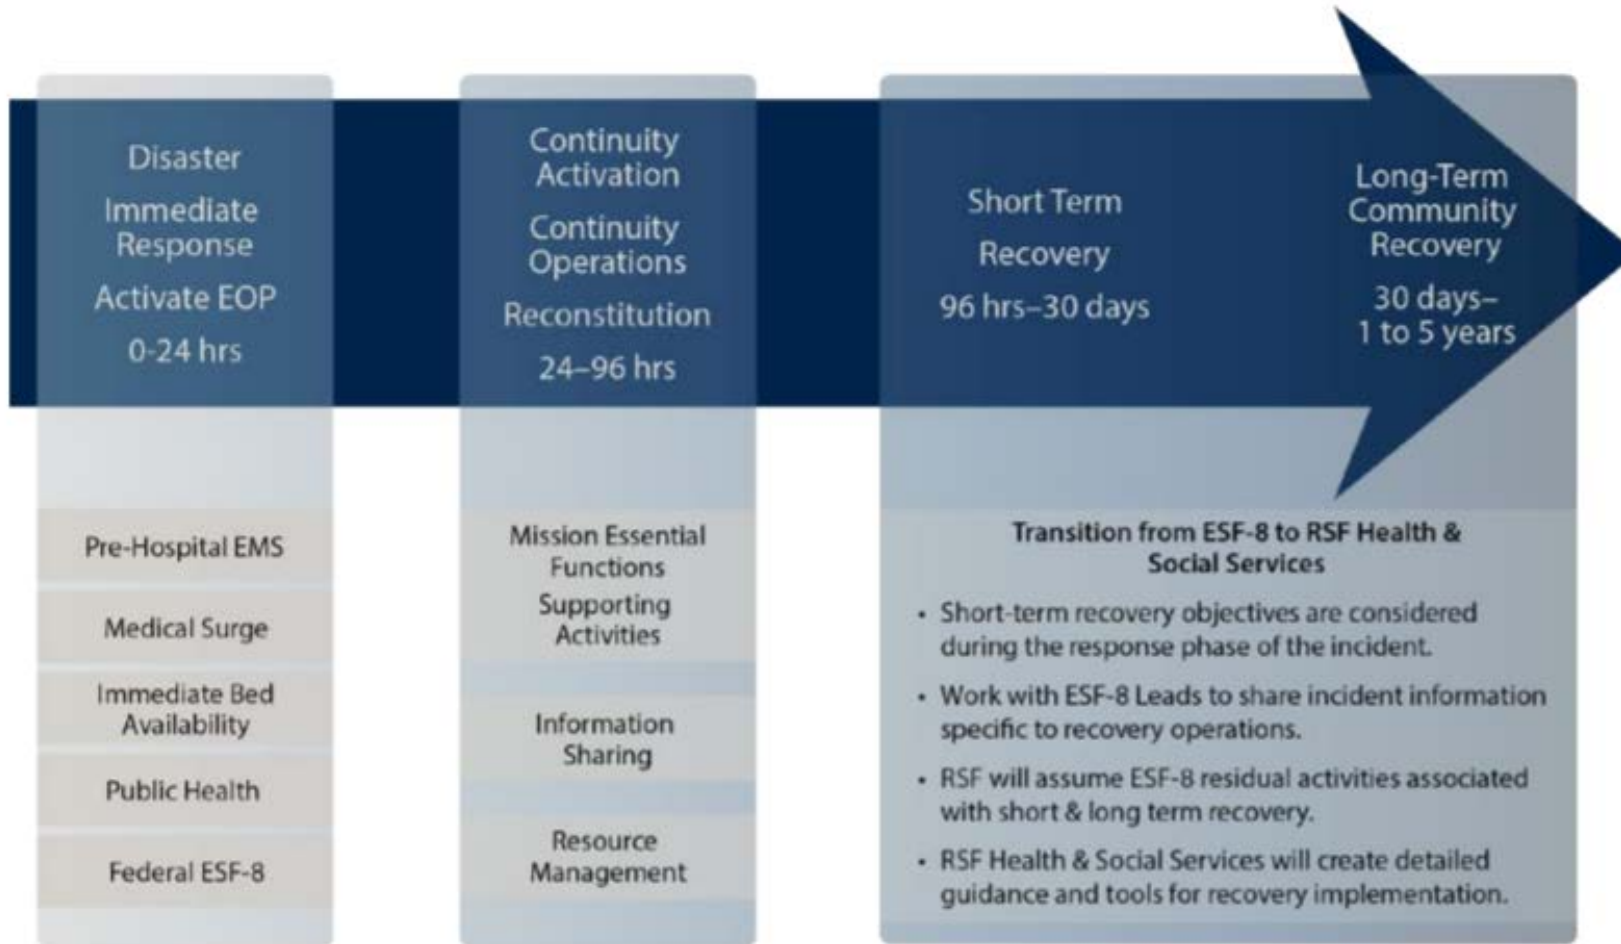 Disaster
Immediate
Response
Activate EOP
0-24 hrs
Continuity
Activation
Continuity
Operations
Reconstitution
24–96 hrs
Short Term
Recovery
96 hrs–30 days
Long-Term
Community
Recovery
30 days–
1 to 5 years
Pre-Hospital EMS
Medical Surge
Immediate Bed
Availability
Public Health
Federal ESF-8
Mission Essential
Functions
Supporting
Activities
Information
Sharing
Resource
Management
Transition from ESF-8 to RSF Health &
Social Services
• Short-term recovery objectives are considered
during the response phase of the incident.
• Work with ESF-8 Leads to share incident information
specific to recovery operations.
• RSF will assume ESF-8 residual activities associated
with short & long term recovery.
• RSF Health & Social Services will create detailed
guidance and tools for recovery implementation.